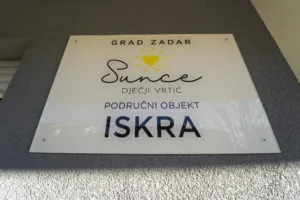 GRAD ZADAR
Sunce
DJEČJI VRTIĆ
PODRUČNI OBJEKT
ISKRA